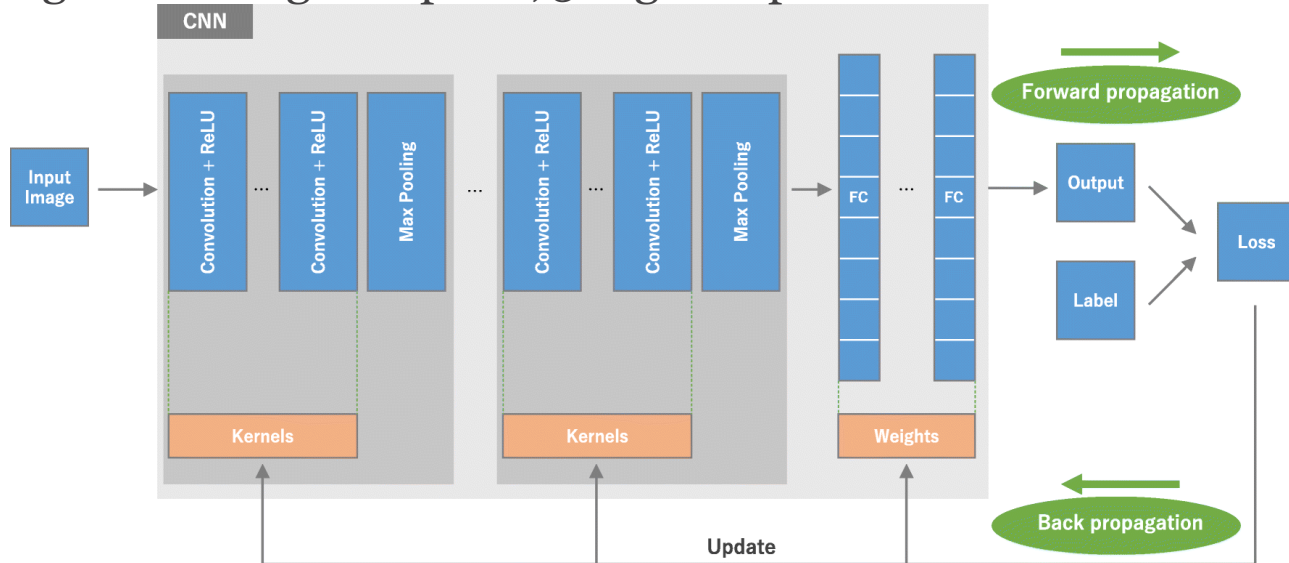 CNN
Forward propagation
Input
Image
Convolution + ReLU
...
Convolution + ReLU
Max Pooling
...
Convolution + ReLU
...
Convolution + ReLU
Max Pooling
FC
...
FC
Output
Label
Loss
Kernels
Kernels
Weights
Back propagation
Update